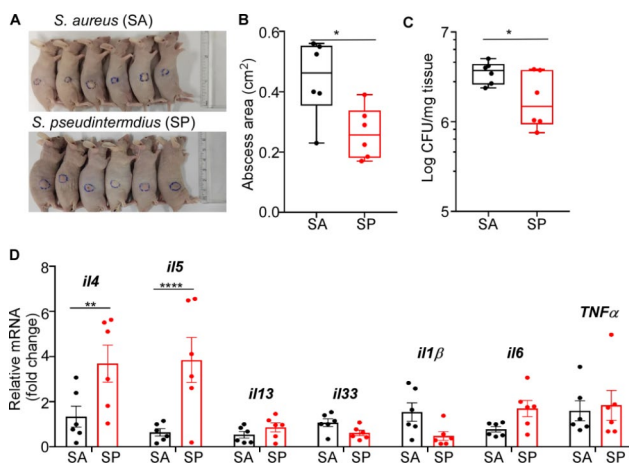 A
S. aureus (SA)
S. pseudintermdius (SP)
B
Abscess area (cm²)
0.6
0.4
0.2
0.0
*
SA SP
C
Log CFU/mg tissue
7
6
5
*
SA SP
D
Relative mRNA
(fold change)
8
6
4
2
0
il4
**
il5
****
il13
il33
il1β
il6
TNFα
SA SP SA SP SA SP SA SP SA SP SA SP SA SP